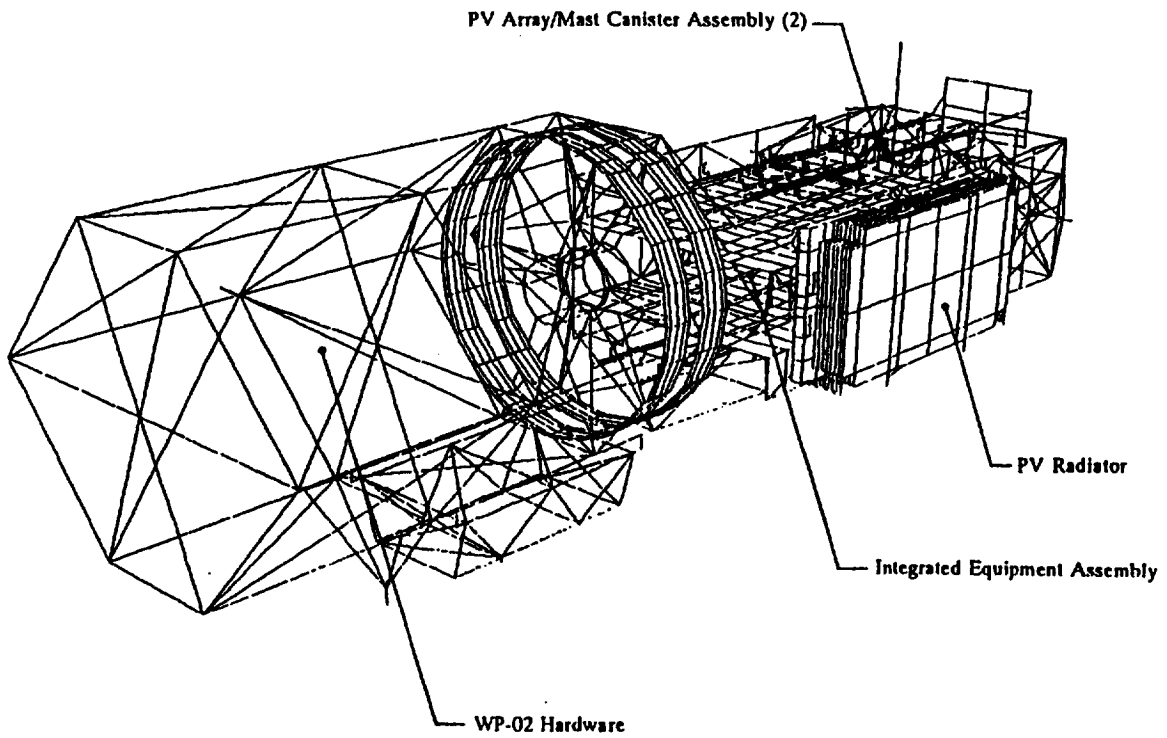 PV Array/Mast Canister Assembly (2)
PV Radiator
Integrated Equipment Assembly
WP-02 Hardware